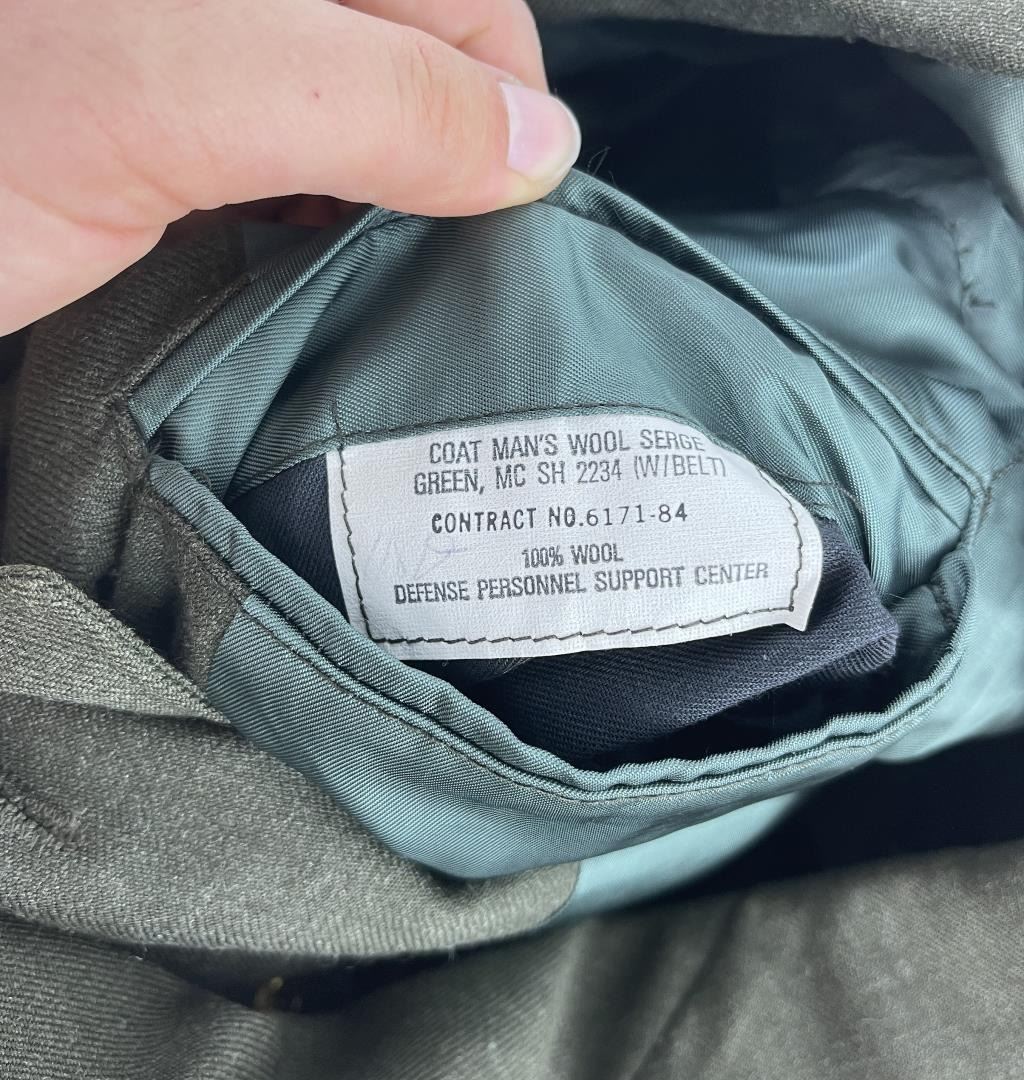 COAT MAN'S WOOL SERGE
GREEN, MC SH 2234 (W/BELT)
CONTRACT NO.6171-84
100% WOOL
DEFENSE PERSONNEL SUPPORT CENTER